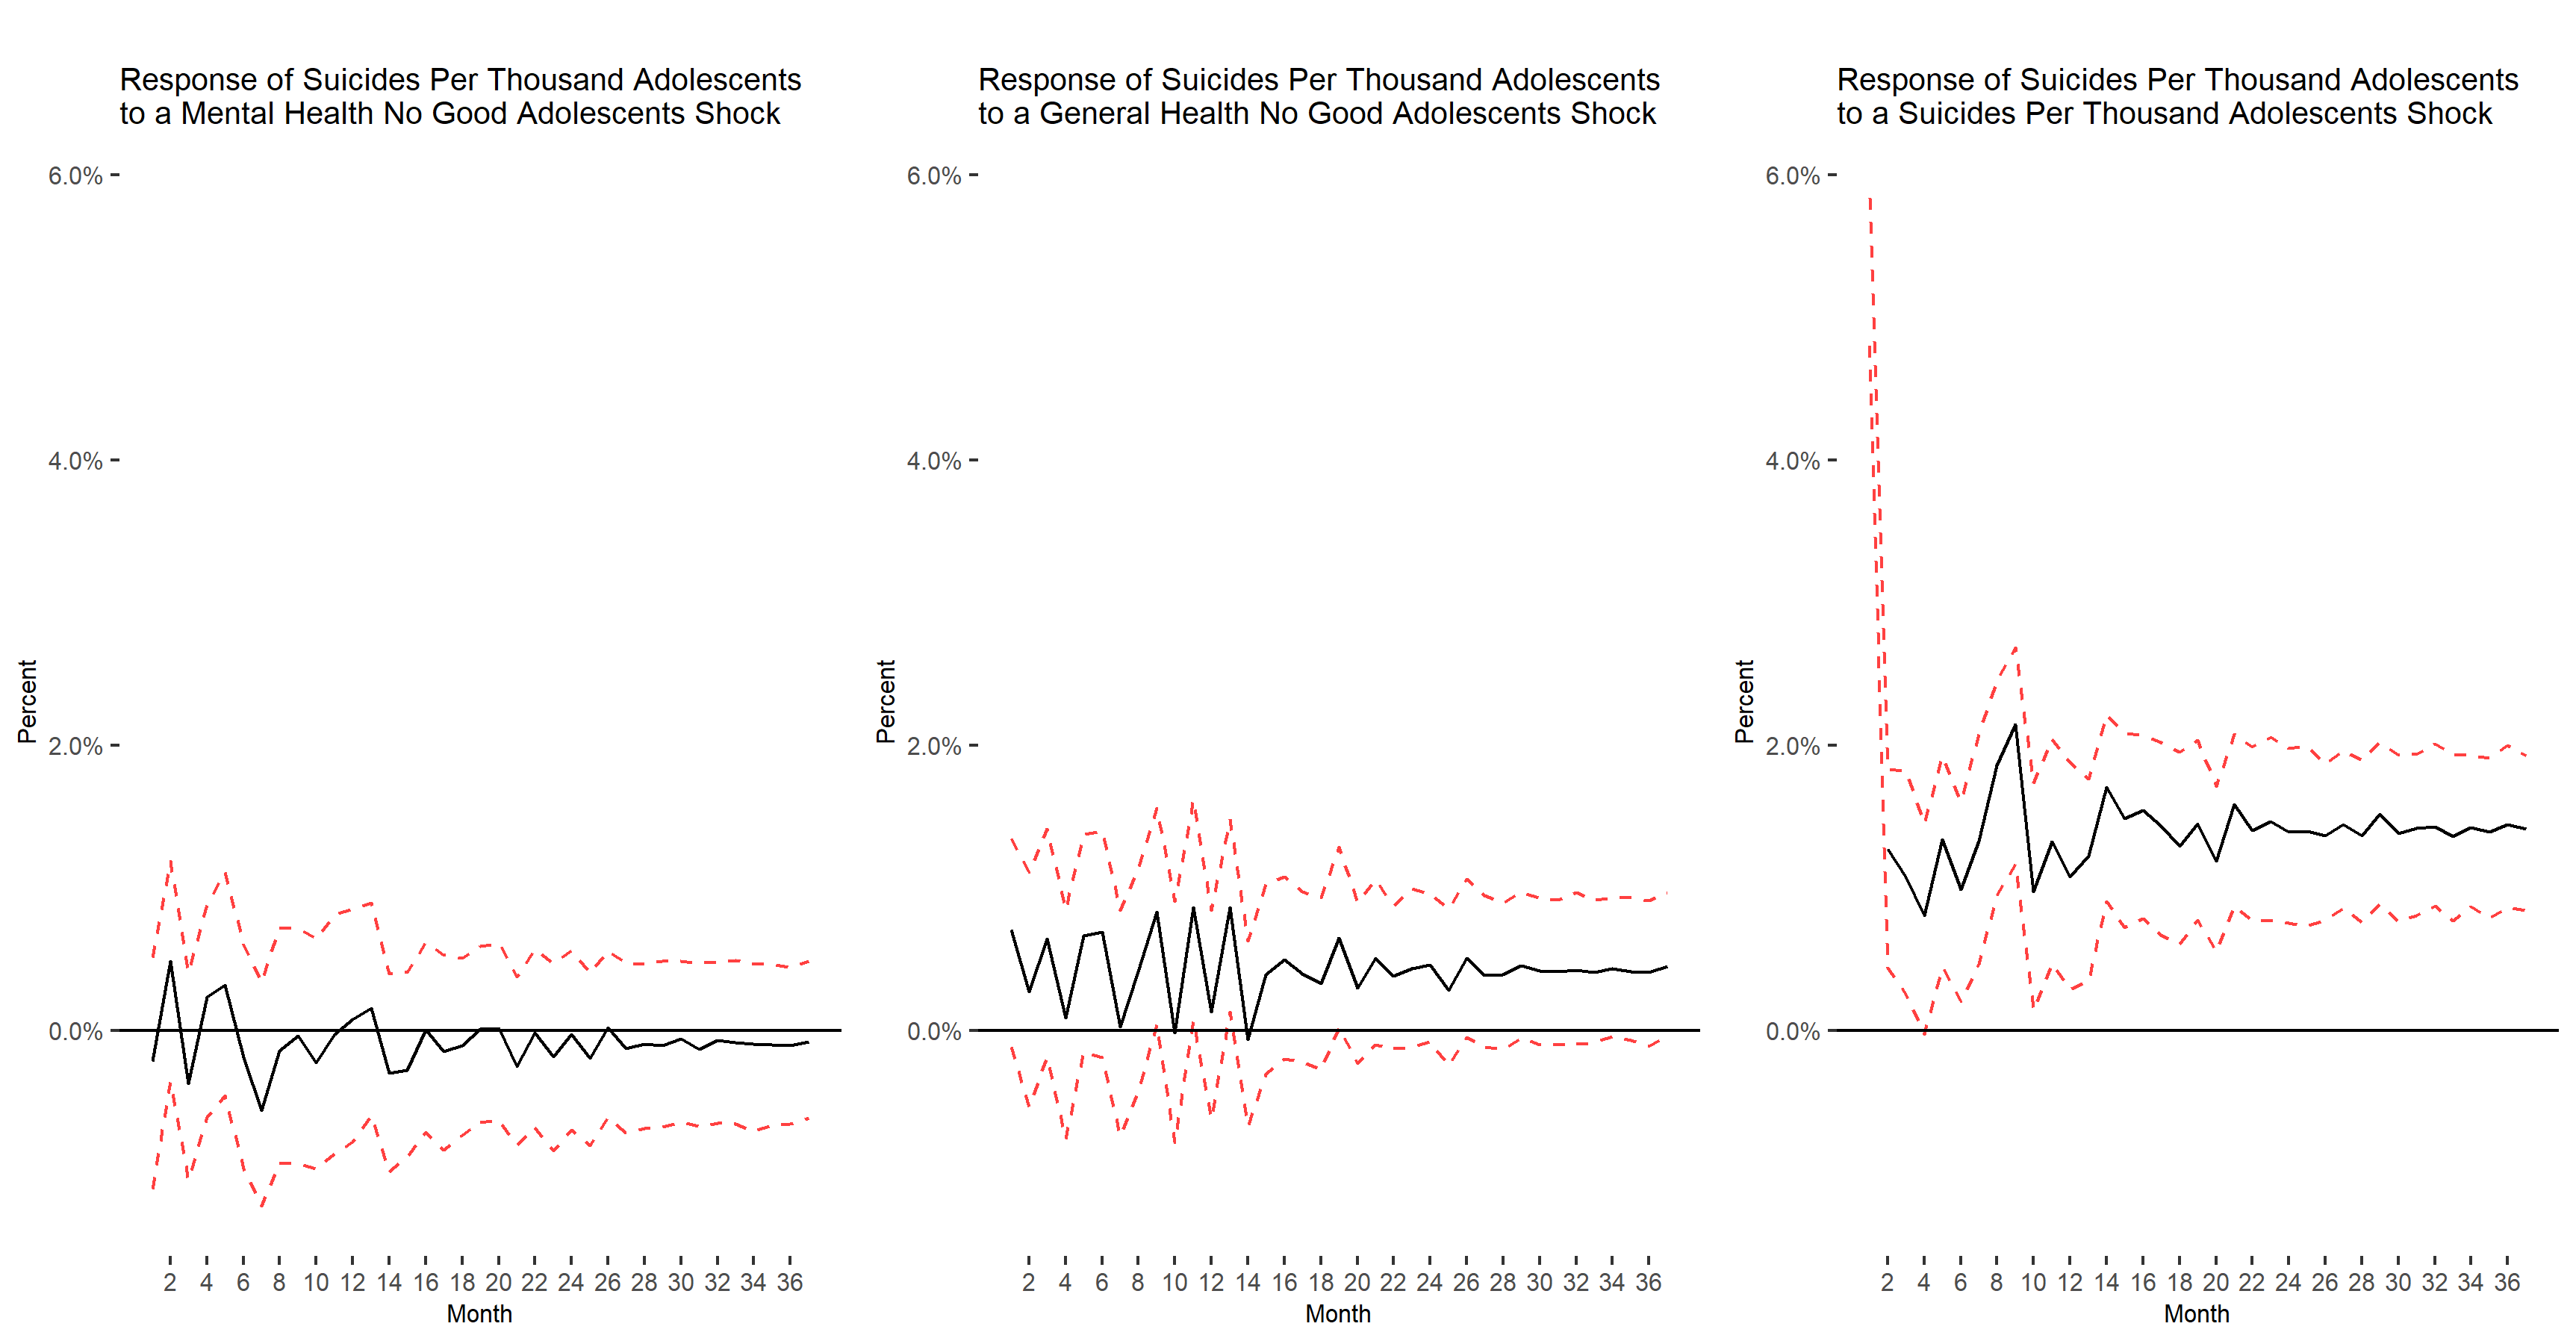 Response of Suicides Per Thousand Adolescents
to a Mental Health No Good Adolescents Shock
6.0%
4.0%
2.0%
0.0%
Percent
2 4 6 8 10 12 14 16 18 20 22 24 26 28 30 32 34 36
Month
Response of Suicides Per Thousand Adolescents
to a General Health No Good Adolescents Shock
6.0%
4.0%
2.0%
0.0%
Percent
2 4 6 8 10 12 14 16 18 20 22 24 26 28 30 32 34 36
Month
Response of Suicides Per Thousand Adolescents
to a Suicides Per Thousand Adolescents Shock
6.0%
4.0%
2.0%
0.0%
Percent
2 4 6 8 10 12 14 16 18 20 22 24 26 28 30 32 34 36
Month